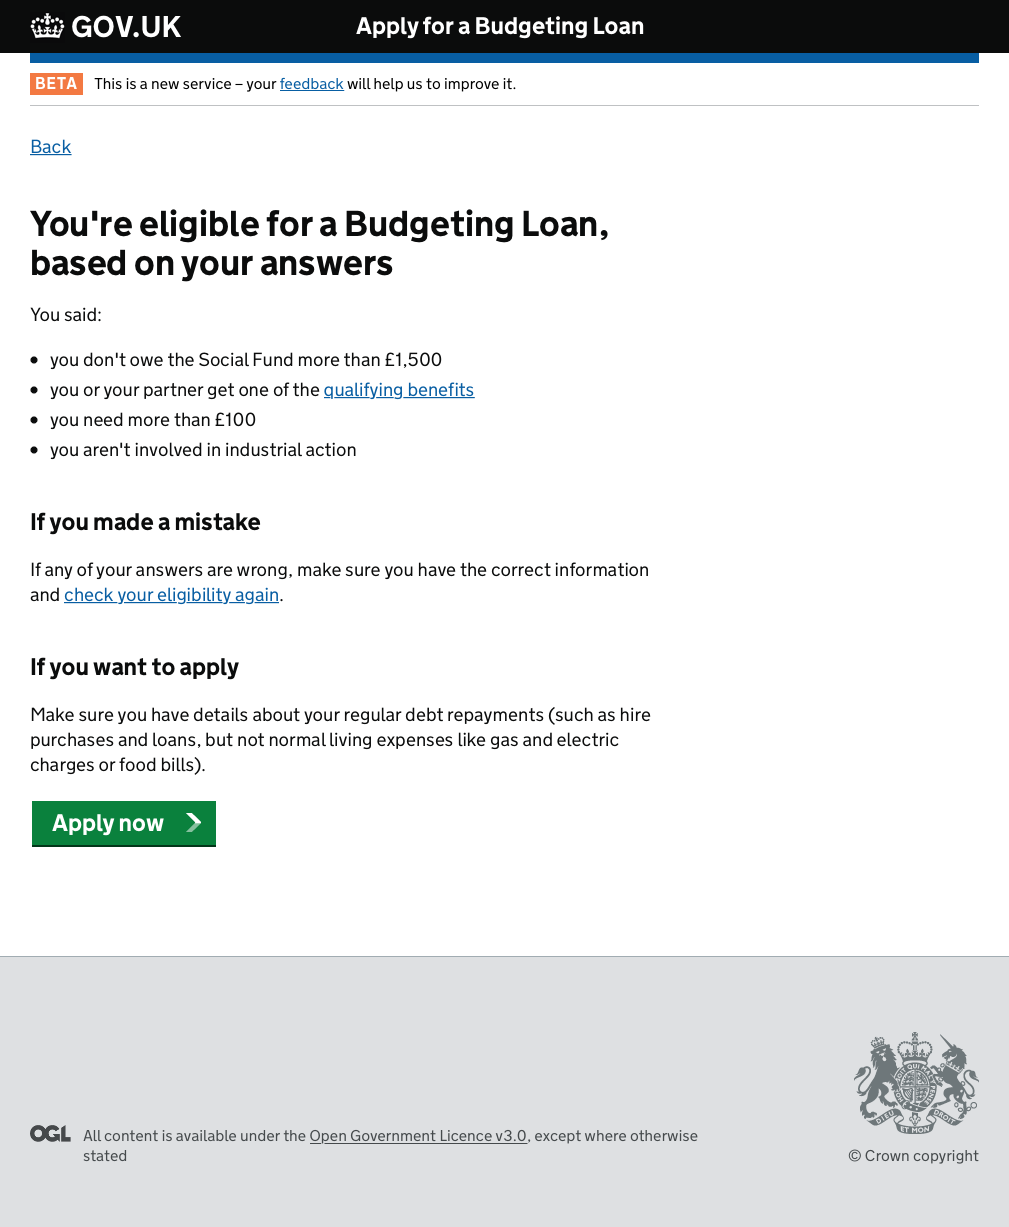 GOV.UK
Apply for a Budgeting Loan
BETA This is a new service – your feedback will help us to improve it.
Back
You're eligible for a Budgeting Loan,
based on your answers
You said:
• you don't owe the Social Fund more than £1,500
• you or your partner get one of the qualifying benefits
• you need more than £100
• you aren't involved in industrial action
If you made a mistake
If any of your answers are wrong, make sure you have the correct information
and check your eligibility again.
If you want to apply
Make sure you have details about your regular debt repayments (such as hire
purchases and loans, but not normal living expenses like gas and electric
charges or food bills).
Apply now
OGL
All content is available under the Open Government Licence v3.0, except where otherwise
stated
DIEU ET MON DROIT
© Crown copyright